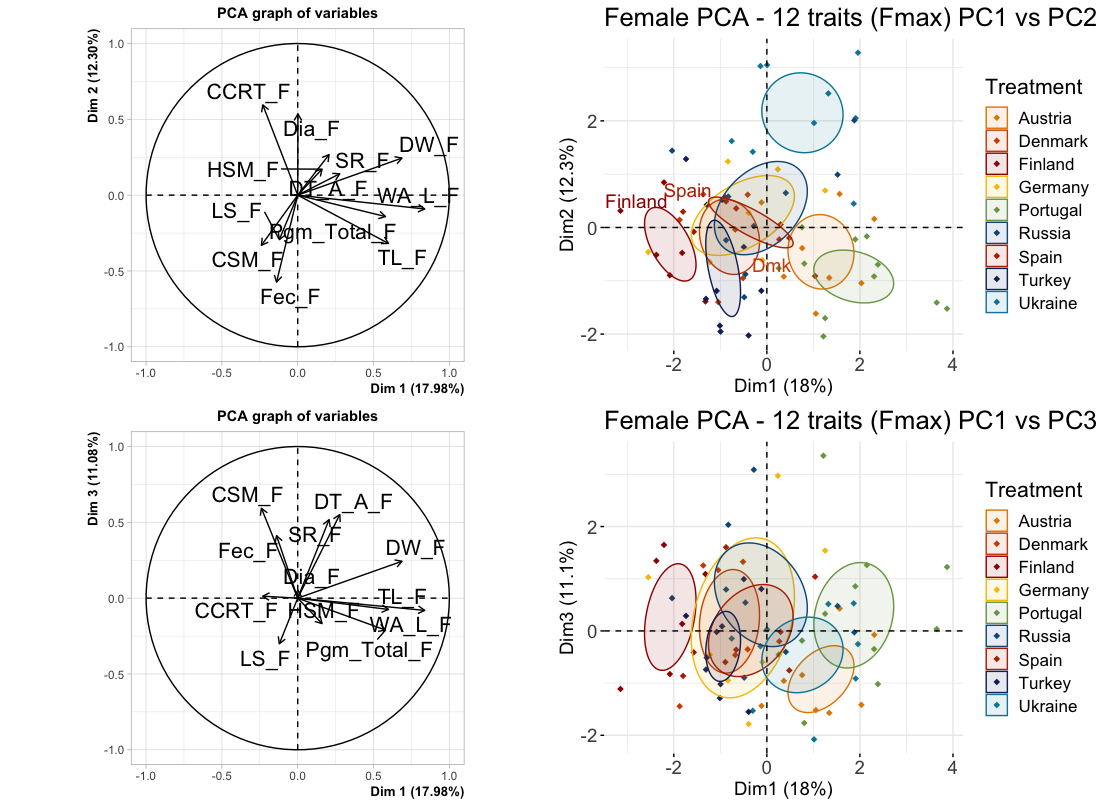 PCA graph of variables
Dim 2 (12.30%)
1.0
0.5
0.0
-0.5
-1.0
CCRT_F
Dia_F
DW_F
SR_F
HSM_F
DT_A_F
WA_L_F
LS_F
Pgm_Total_F
CSM_F
TL_F
Fec_F
-1.0
-0.5
0.0
0.5
1.0
Dim 1 (17.98%)
Female PCA - 12 traits (Fmax) PC1 vs PC2
Dim2 (12.3%)
2
0
-2
Finland
Spain
Dmk
-2
0
2
4
Dim1 (18%)
Treatment
Austria
Denmark
Finland
Germany
Portugal
Russia
Spain
Turkey
Ukraine
PCA graph of variables
Dim 3 (11.08%)
1.0
0.5
0.0
-0.5
-1.0
CSM_F
DT_A_F
SR_F
Fec_F
DW_F
Dia_F
TL_F
CCRT_F
HSM_F
WA_L_F
Pgm_Total_F
LS_F
-1.0
-0.5
0.0
0.5
1.0
Dim 1 (17.98%)
Female PCA - 12 traits (Fmax) PC1 vs PC3
Dim3 (11.1%)
2
0
-2
-2
0
2
4
Dim1 (18%)
Treatment
Austria
Denmark
Finland
Germany
Portugal
Russia
Spain
Turkey
Ukraine